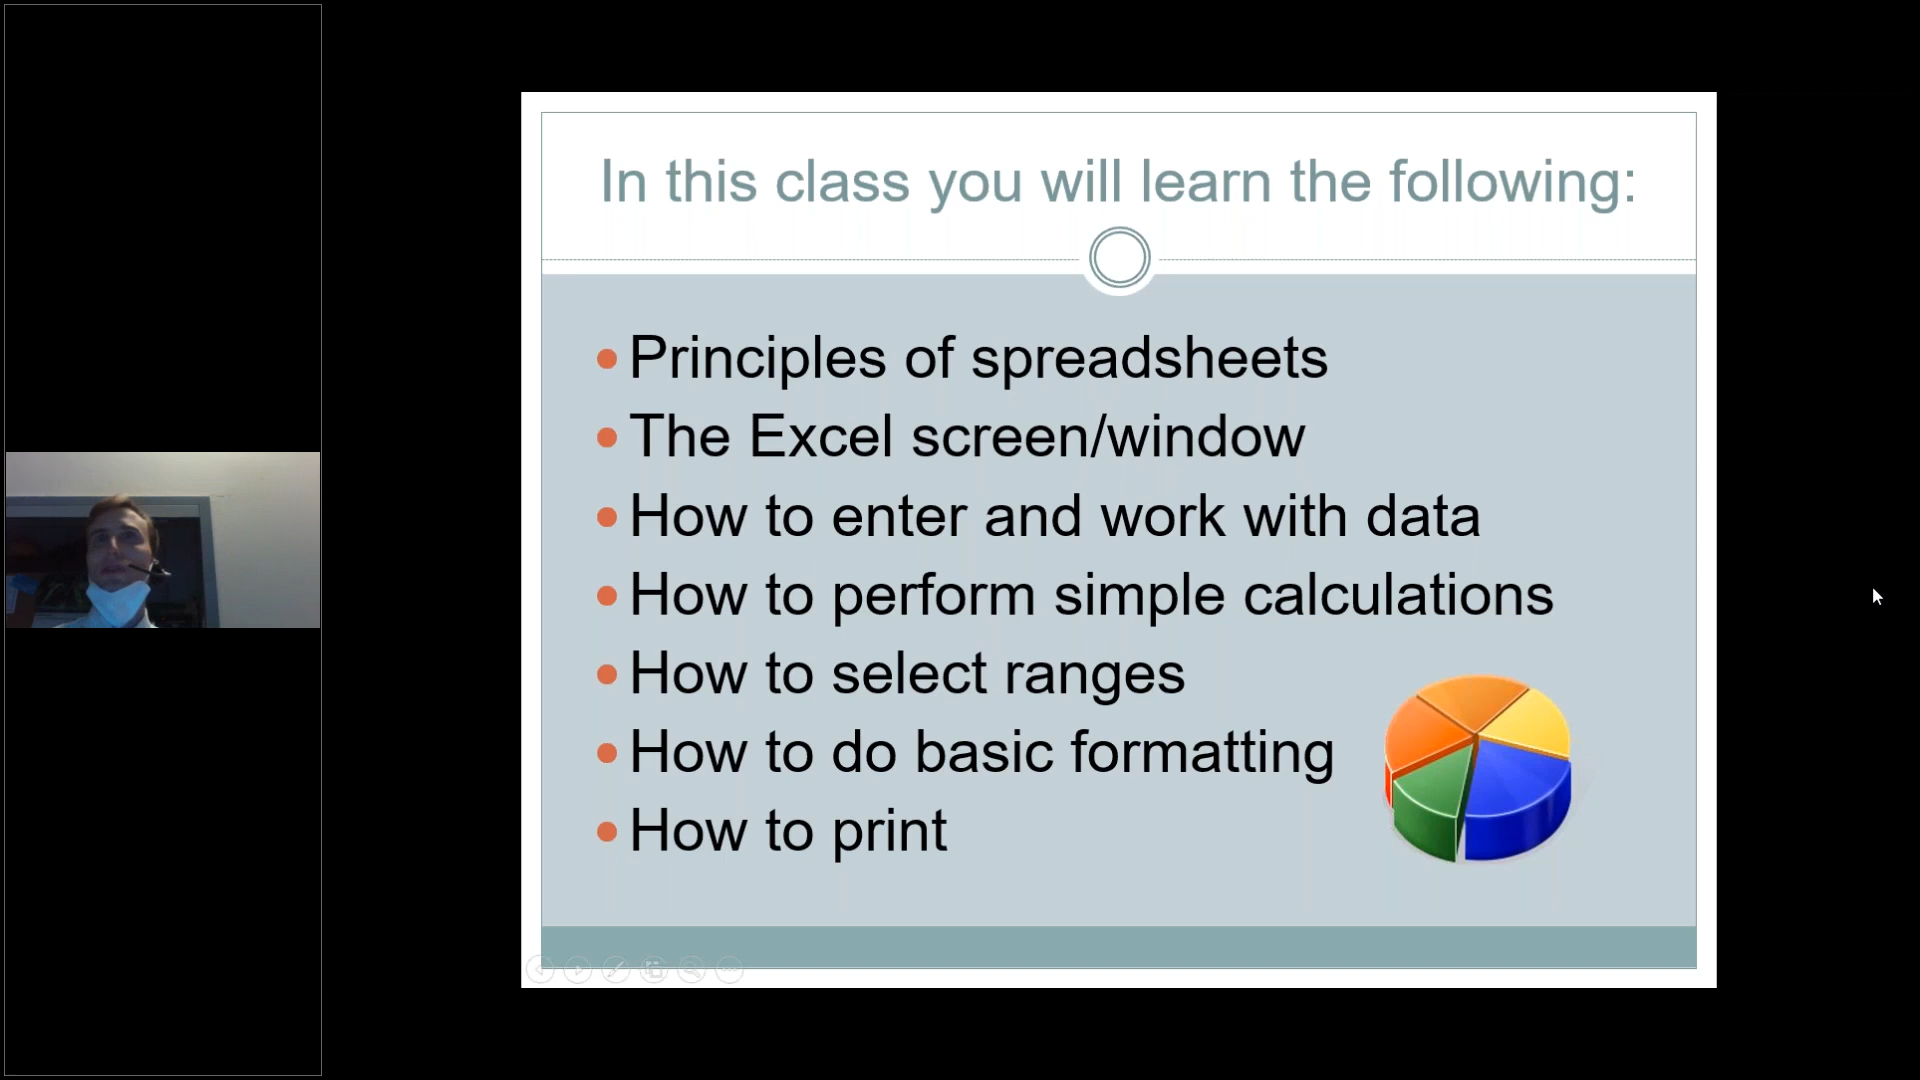 In this class you will learn the following:
Principles of spreadsheets
The Excel screen/window
How to enter and work with data
How to perform simple calculations
How to select ranges
How to do basic formatting
How to print